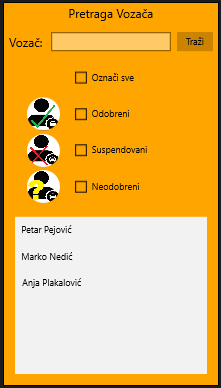 Pretraga Vozača
Vozač: Traži
Označi sve
Odobreni
Suspendovani
Neodobreni
Petar Pejović
Marko Nedić
Anja Plakalović